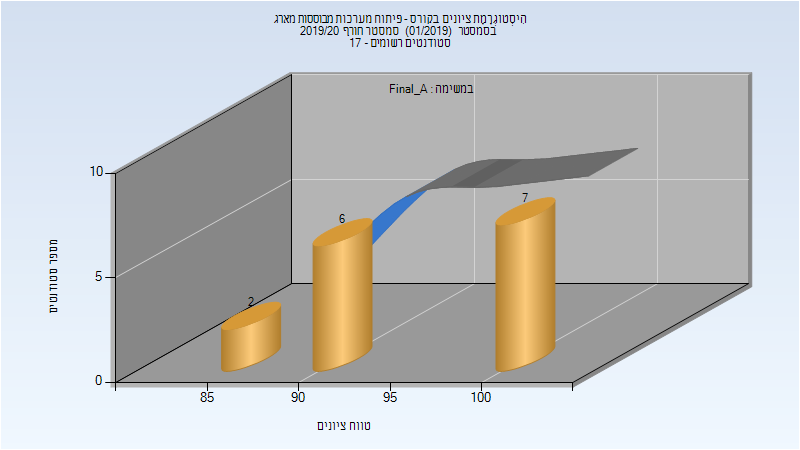 היסטוגרמת ציונים בקורס - פיתוח מערכות מבוססות מארג
בסמסטר (01/2019) סמסטר חורף 2019/20
סטודנטים רשומים - 17
במשימה : Final_A
10
5
0
מספר סטודנטים
2
6
7
85
90
95
100
טווח ציונים